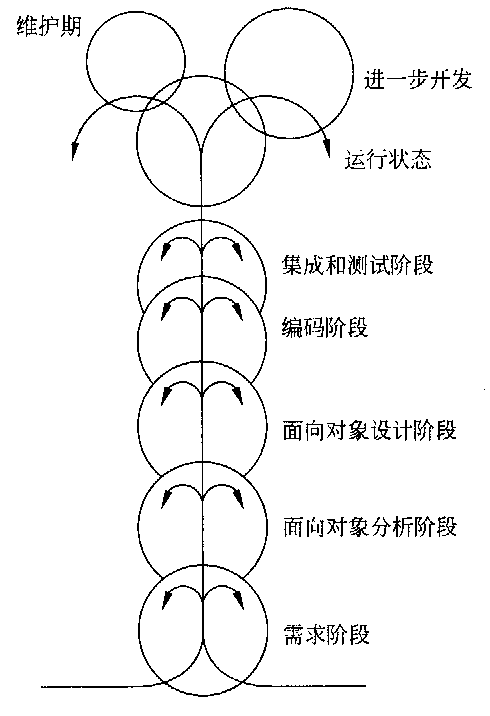 维护期
进一步开发
运行状态
集成和测试阶段
编码阶段
面向对象设计阶段
面向对象分析阶段
需求阶段